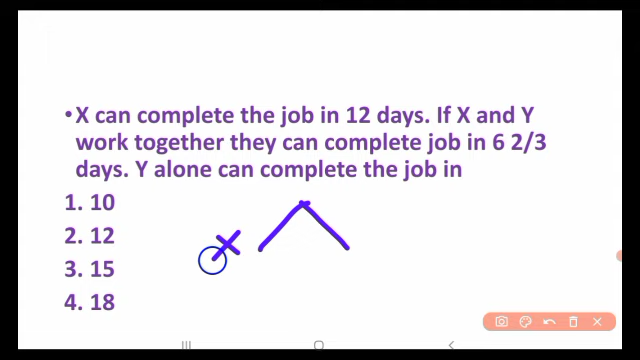 •X can complete the job in 12 days. If X and Y
work together they can complete job in 6 2/3
days. Y alone can complete the job in
1. 10
2. 12
3. 15
4. 18
X